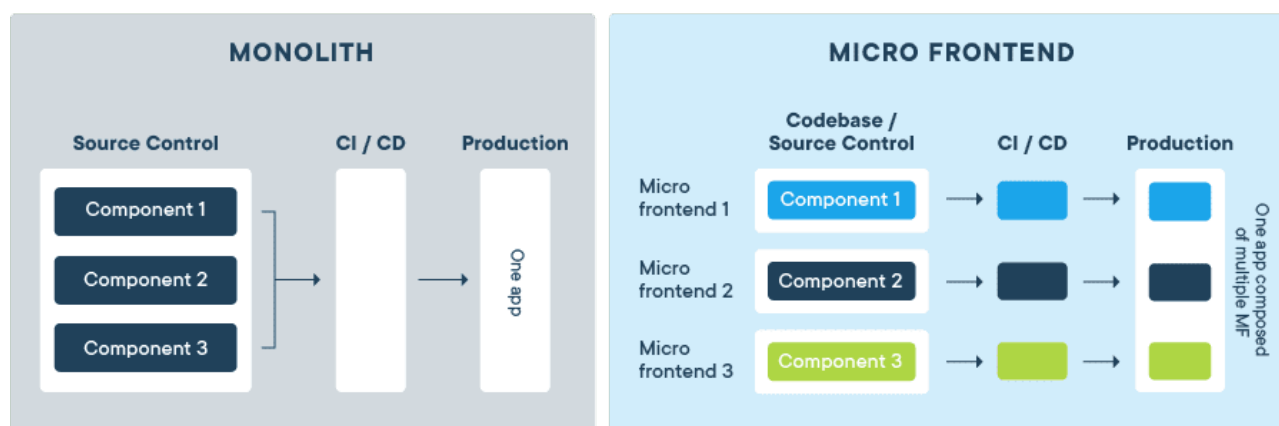 MONOLITH
Source Control
CI / CD
Production
Component 1
Component 2
Component 3
One app
MICRO FRONTEND
Codebase /
Source Control
CI / CD
Production
Micro
frontend 1
Component 1
Micro
frontend 2
Component 2
Micro
frontend 3
Component 3
One app composed
of multiple MF